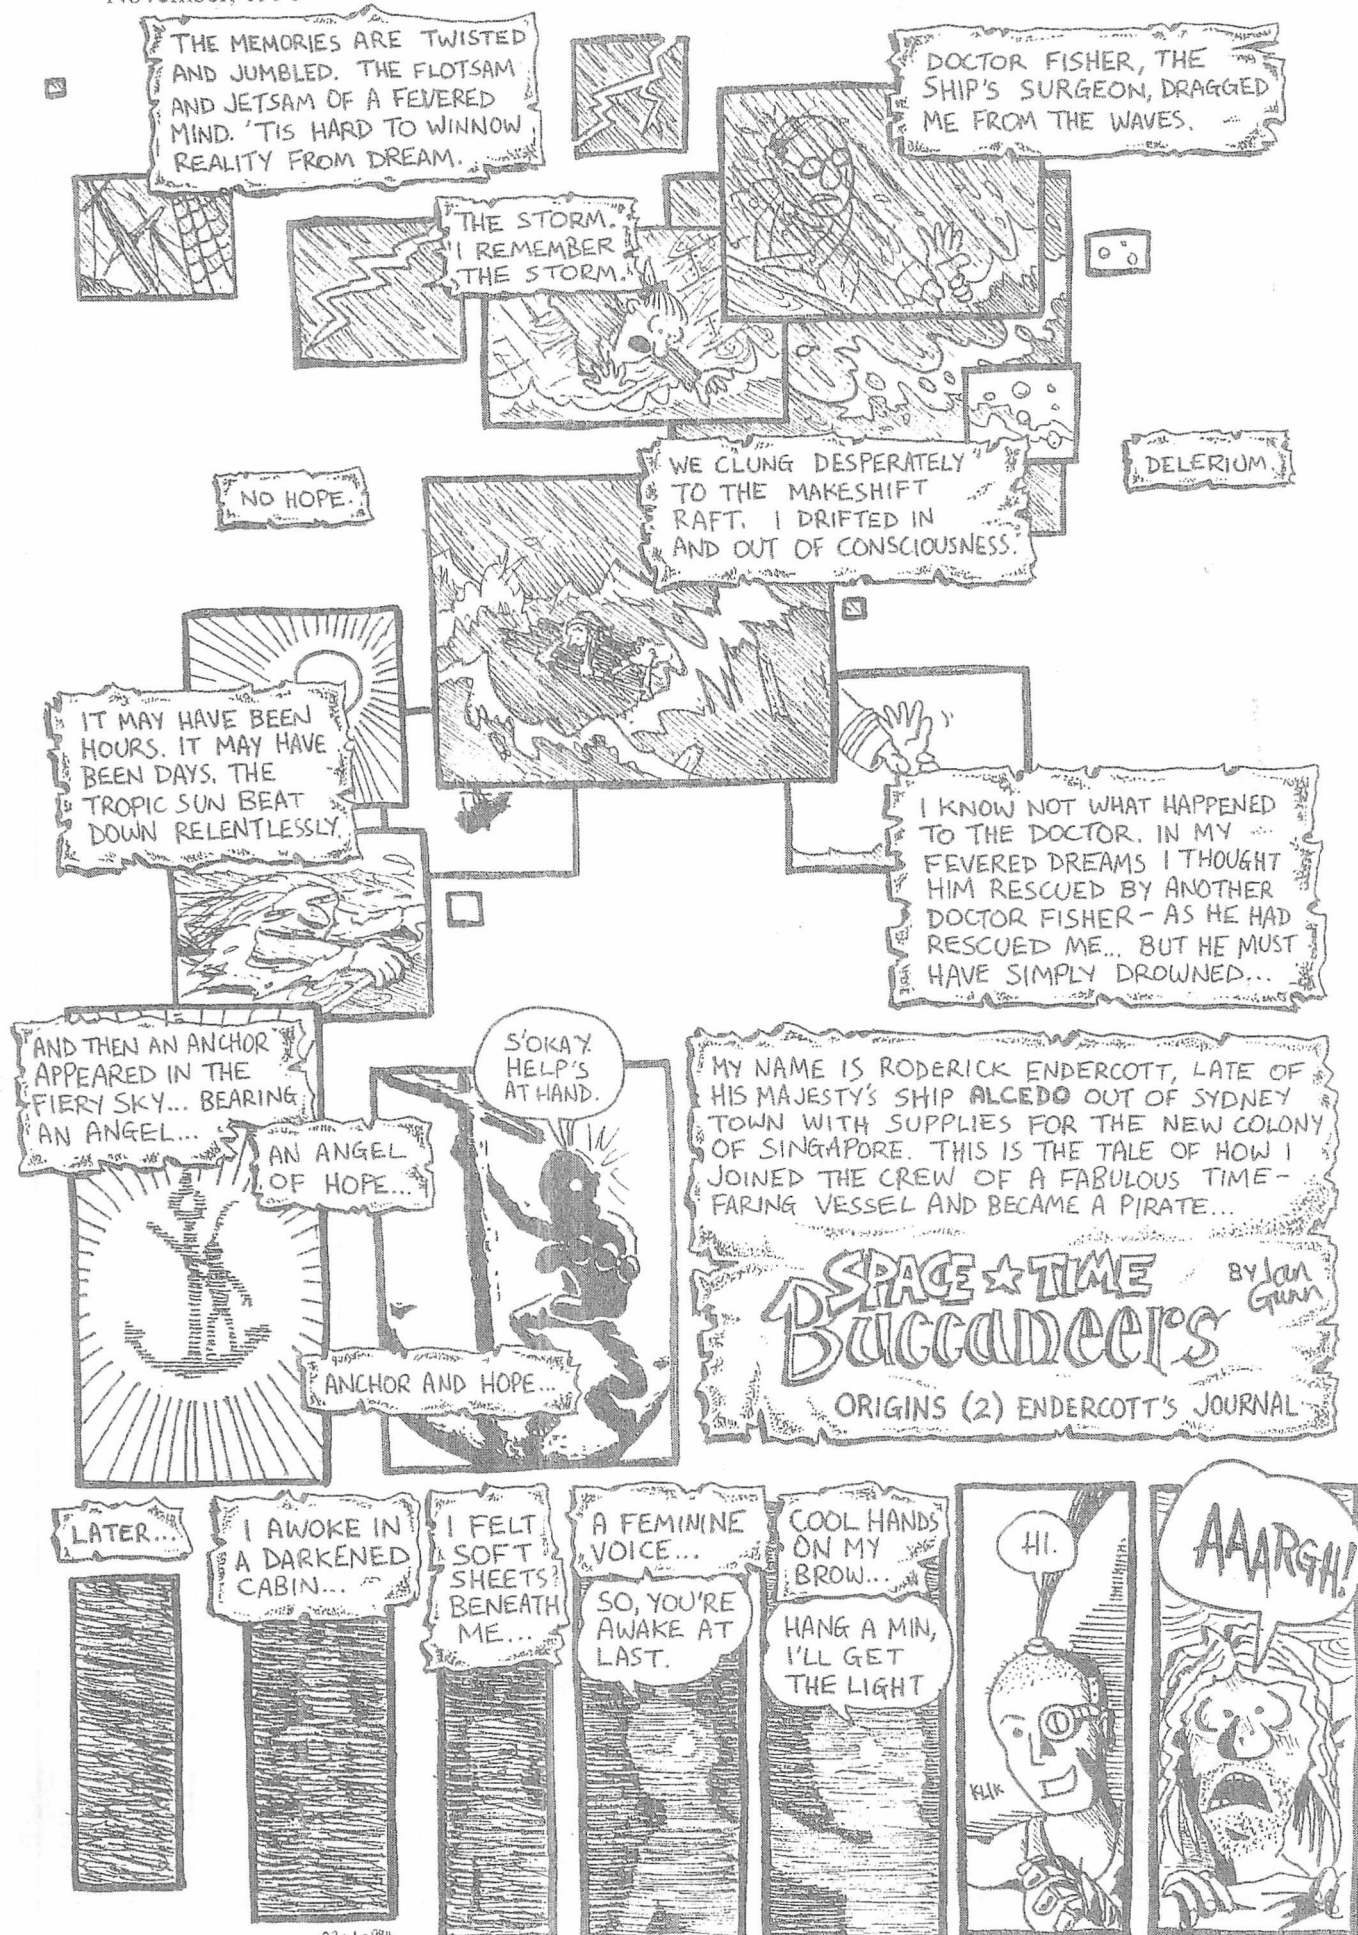 THE MEMORIES ARE TWISTED
AND JUMBLED. THE FLOTSAM
AND JETSAM OF A FEVERED
MIND. 'TIS HARD TO WINNOW
REALITY FROM DREAM.
"THE STORM.
I REMEMBER
THE STORM."
DOCTOR FISHER, THE
SHIP'S SURGEON, DRAGGED
ME FROM THE WAVES.
DELERIUM.
WE CLUNG DESPERATELY
TO THE MAKESHIFT
RAFT. I DRIFTED IN
AND OUT OF CONSCIOUSNESS.
NO HOPE.
IT MAY HAVE BEEN
HOURS. IT MAY HAVE
BEEN DAYS. THE
TROPIC SUN BEAT
DOWN RELENTLESSLY.
I KNOW NOT WHAT HAPPENED
TO THE DOCTOR. IN MY
FEVERED DREAMS I THOUGHT
HIM RESCUED BY ANOTHER
DOCTOR FISHER - AS HE HAD
RESCUED ME... BUT HE MUST
HAVE SIMPLY DROWNED...
AND THEN AN ANCHOR
APPEARED IN THE
FIERY SKY... BEARING
AN ANGEL...
AN ANGEL
OF HOPE...
S'OKAY.
HELP'S
AT HAND.
ANCHOR AND HOPE...
MY NAME IS RODERICK ENDERCOTT, LATE OF
HIS MAJESTY'S SHIP ALCEDO OUT OF SYDNEY
TOWN WITH SUPPLIES FOR THE NEW COLONY
OF SINGAPORE. THIS IS THE TALE OF HOW I
JOINED THE CREW OF A FABULOUS TIME-
FARING VESSEL AND BECAME A PIRATE...
SPACE ★ TIME
BUCCANEERS
BY Ian
Gunn
ORIGINS (2) ENDERCOTT'S JOURNAL
LATER...
I AWOKE IN
A DARKENED
CABIN...
I FELT
SOFT
SHEETS
BENEATH
ME...
A FEMININE
VOICE...
SO, YOU'RE
AWAKE AT
LAST.
COOL HANDS
ON MY
BROW...
HANG A MIN,
I'LL GET
THE LIGHT
HI.
KLIK
AAARGH!